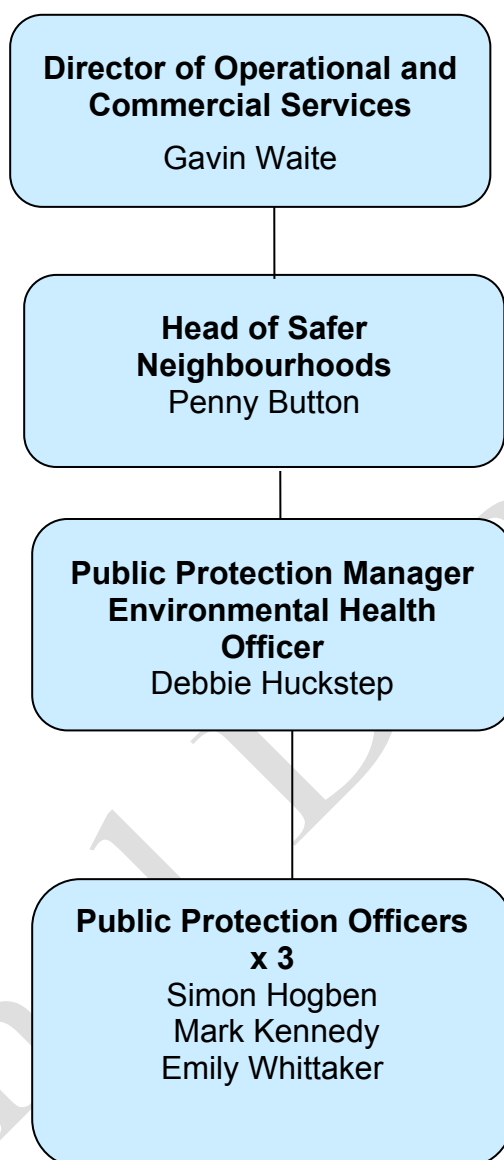 Director of Operational and
Commercial Services
Gavin Waite
Head of Safer
Neighbourhoods
Penny Button
Public Protection Manager
Environmental Health
Officer
Debbie Huckstep
Public Protection Officers
x 3
Simon Hogben
Mark Kennedy
Emily Whittaker